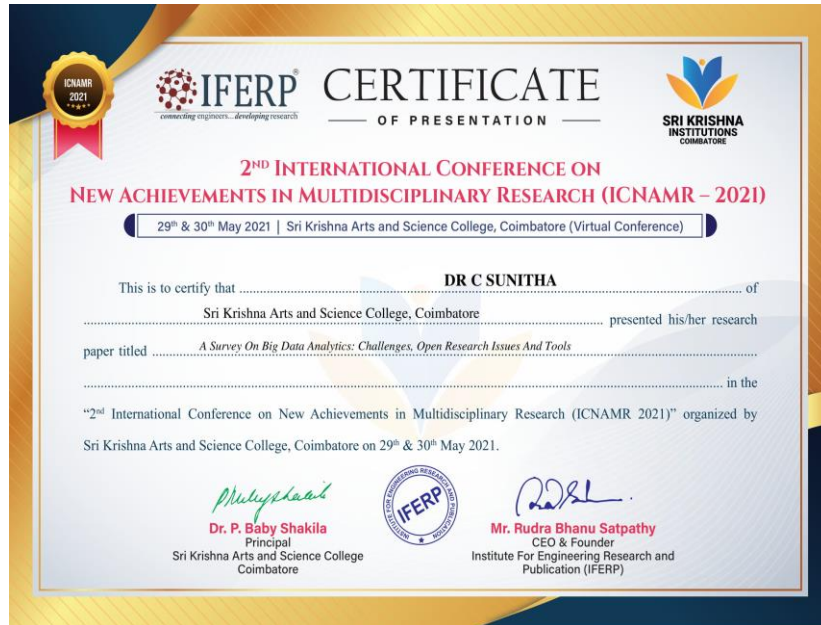 ICNAMR
2021
IFERP®
connecting engineers... developing research
CERTIFICATE
OF PRESENTATION
SRI KRISHNA
INSTITUTIONS
COIMBATORE
2ND INTERNATIONAL CONFERENCE ON
NEW ACHIEVEMENTS IN MULTIDISCIPLINARY RESEARCH (ICNAMR – 2021)
29th & 30th May 2021 | Sri Krishna Arts and Science College, Coimbatore (Virtual Conference)
This is to certify that DR C SUNITHA of
Sri Krishna Arts and Science College, Coimbatore presented his/her research
paper titled A Survey On Big Data Analytics: Challenges, Open Research Issues And Tools
in the
“2nd International Conference on New Achievements in Multidisciplinary Research (ICNAMR 2021)” organized by
Sri Krishna Arts and Science College, Coimbatore on 29th & 30th May 2021.
INSTITUTE FOR ENGINEERING RESEARCH AND PUBLICATION
IFERP
Dr. P. Baby Shakila
Principal
Sri Krishna Arts and Science College
Coimbatore
Mr. Rudra Bhanu Satpathy
CEO & Founder
Institute For Engineering Research and
Publication (IFERP)